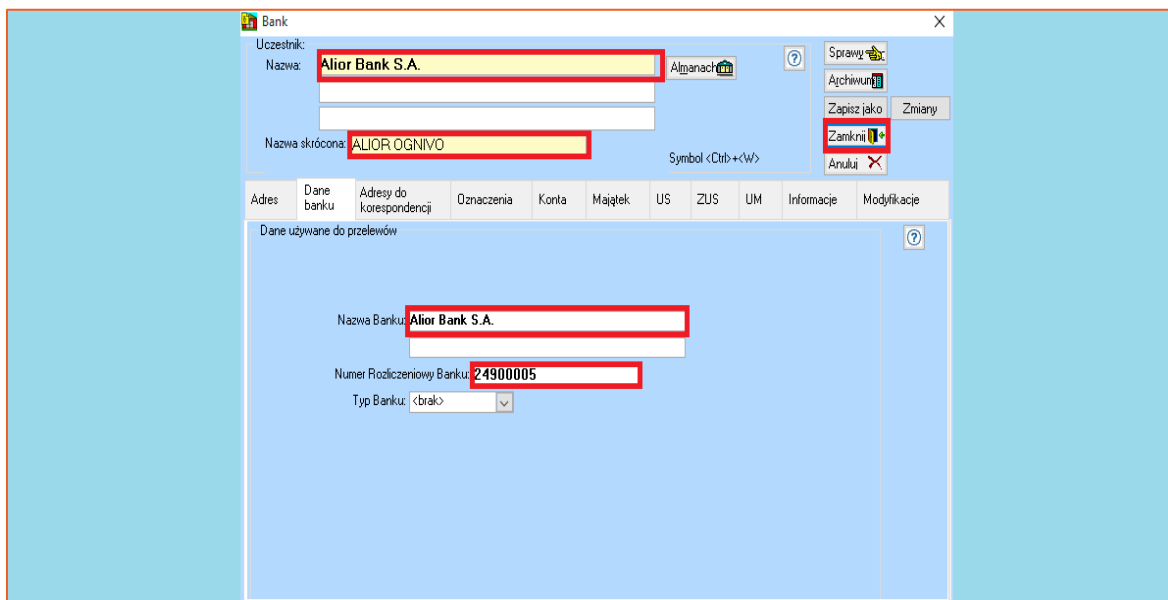 Bank
Uczestnik:
Nazwa: Alior Bank S.A. Almanach
Nazwa skrócona: ALIOR OGNIVO
Symbol <Ctrl>+<W>
Sprawy
Archiwum
Zapisz jako Zmiany
Zamknij
Anuluj
Adres Dane banku Adresy do korespondencji Oznaczenia Konta Majątek US ZUS UM Informacje Modyfikacje
Dane używane do przelewów
Nazwa Banku: Alior Bank S.A.
Numer Rozliczeniowy Banku: 24900005
Typ Banku: <brak>